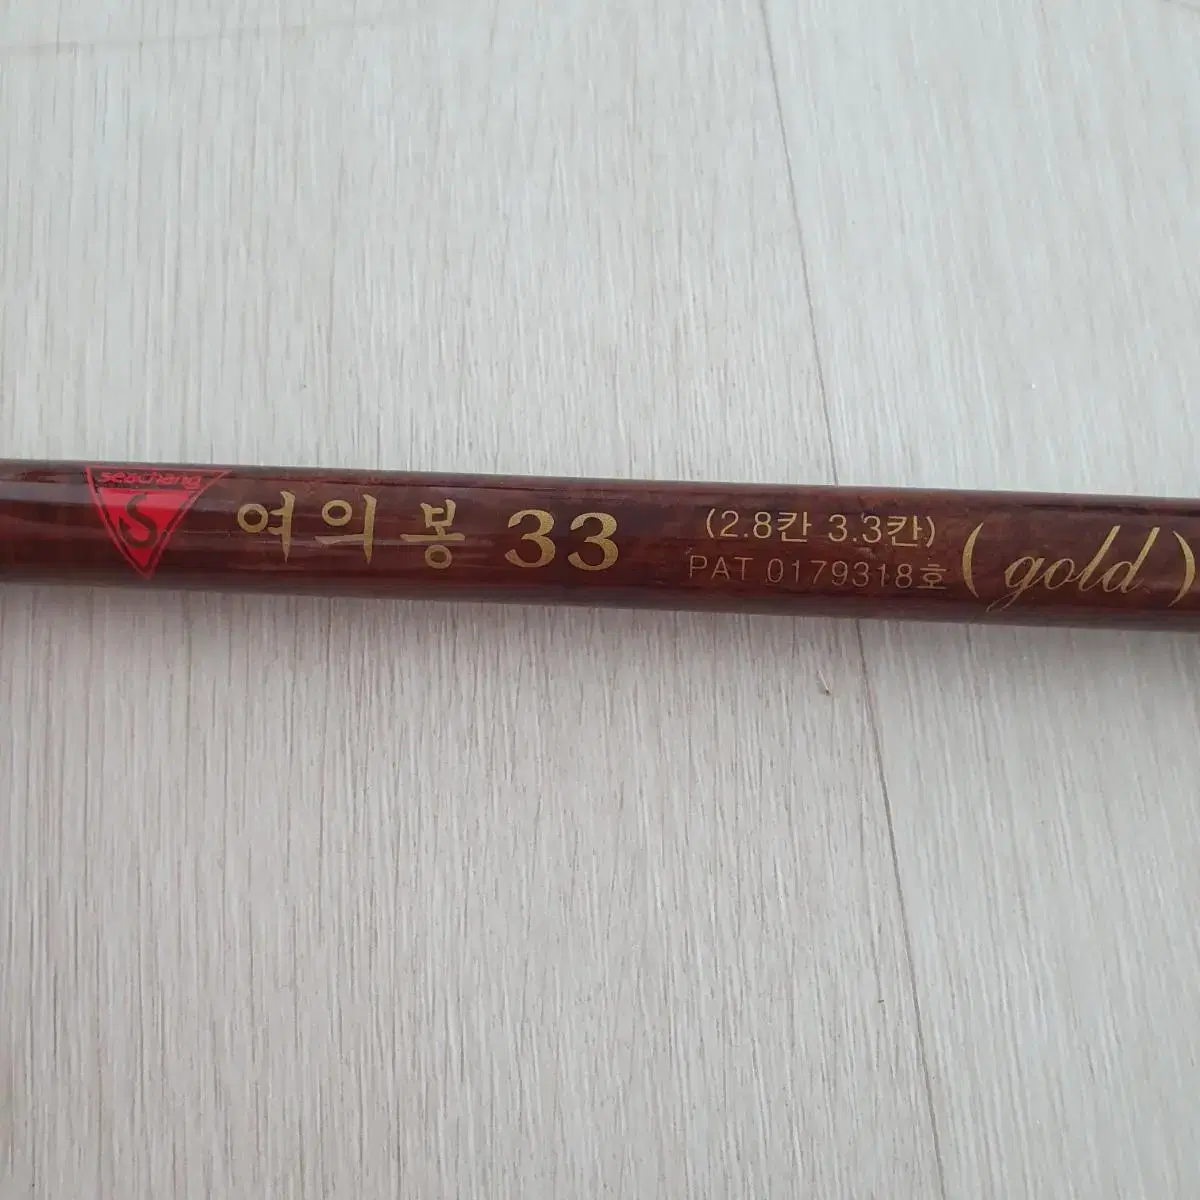 seachang
S
여의봉 33
(2.8칸 3.3칸)
PAT 0179318호
(gold)